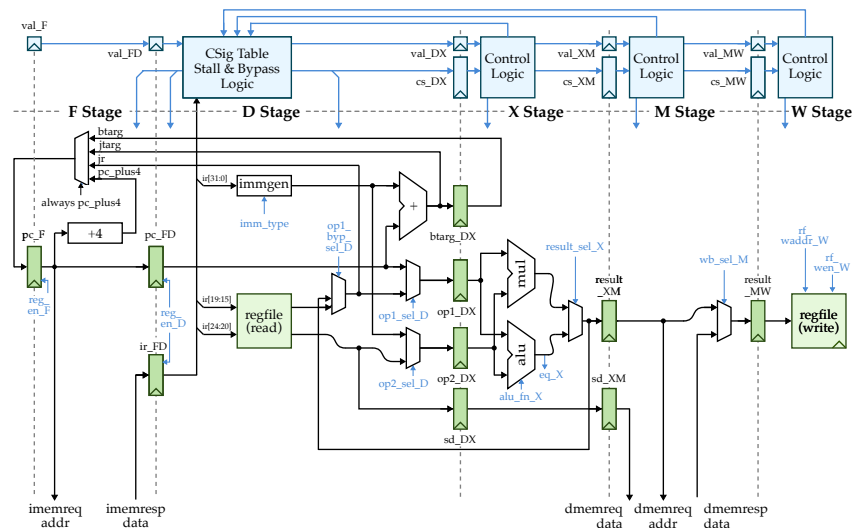 val_F
val_FD
CSig Table
Stall & Bypass
Logic
val_DX
cs_DX
Control
Logic
val_XM
cs_XM
Control
Logic
val_MW
cs_MW
Control
Logic
F Stage
D Stage
X Stage
M Stage
W Stage
btarg
jtarg
jr
pc_plus4
always pc_plus4
ir[31:0]
immgen
imm_type
+
btarg_DX
pc_F
+4
pc_FD
op1_
byp_
sel_D
reg_
en_F
reg_
en_D
ir[19:15]
ir[24:20]
regfile
(read)
op1_sel_D
op1_DX
op2_sel_D
op2_DX
mul
alu
alu_fn_X
eq_X
result_sel_X
result
_XM
wb_sel_M
result
_MW
rf_
waddr_W
rf_
wen_W
regfile
(write)
ir_FD
sd_DX
sd_XM
imemreq
addr
imemresp
data
dmemreq
data
dmemreq
addr
dmemresp
data